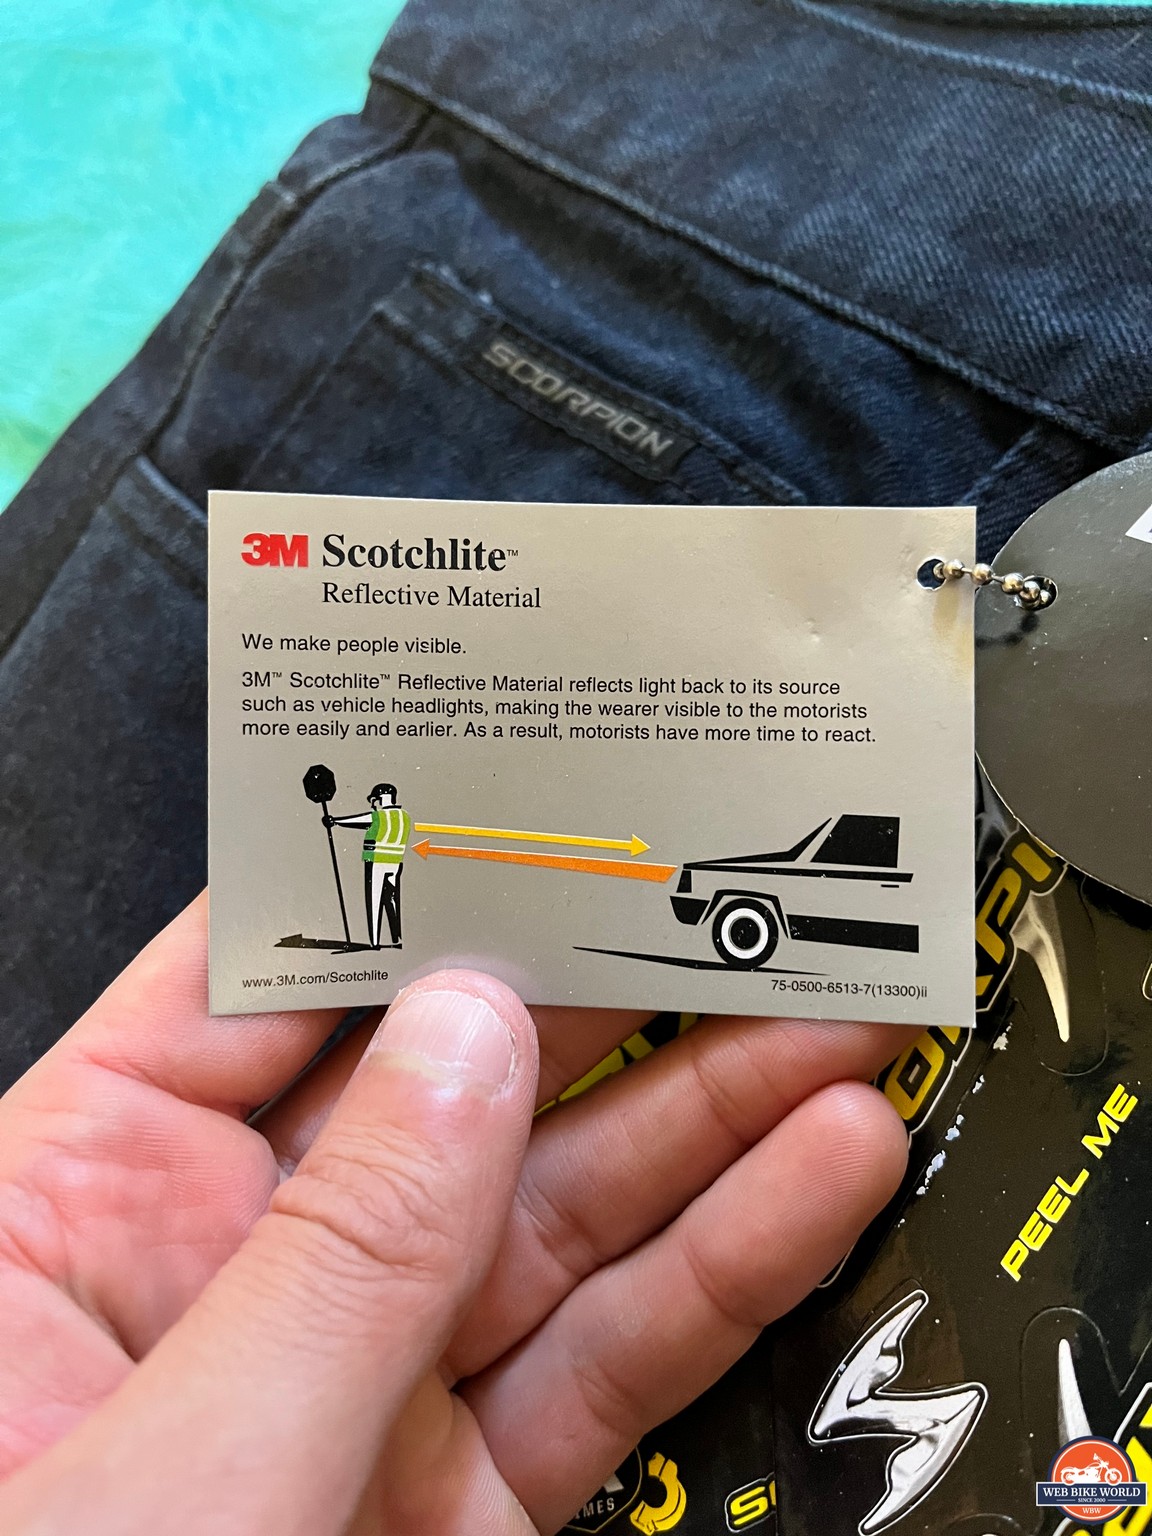 SCORPION
3M Scotchlite™
Reflective Material
We make people visible.
3M™ Scotchlite™ Reflective Material reflects light back to its source
such as vehicle headlights, making the wearer visible to the motorists
more easily and earlier. As a result, motorists have more time to react.
www.3M.com/Scotchlite
75-0500-6513-7(13300)ii
PEEL ME
WEB BIKE WORLD
SINCE 2000
WBW